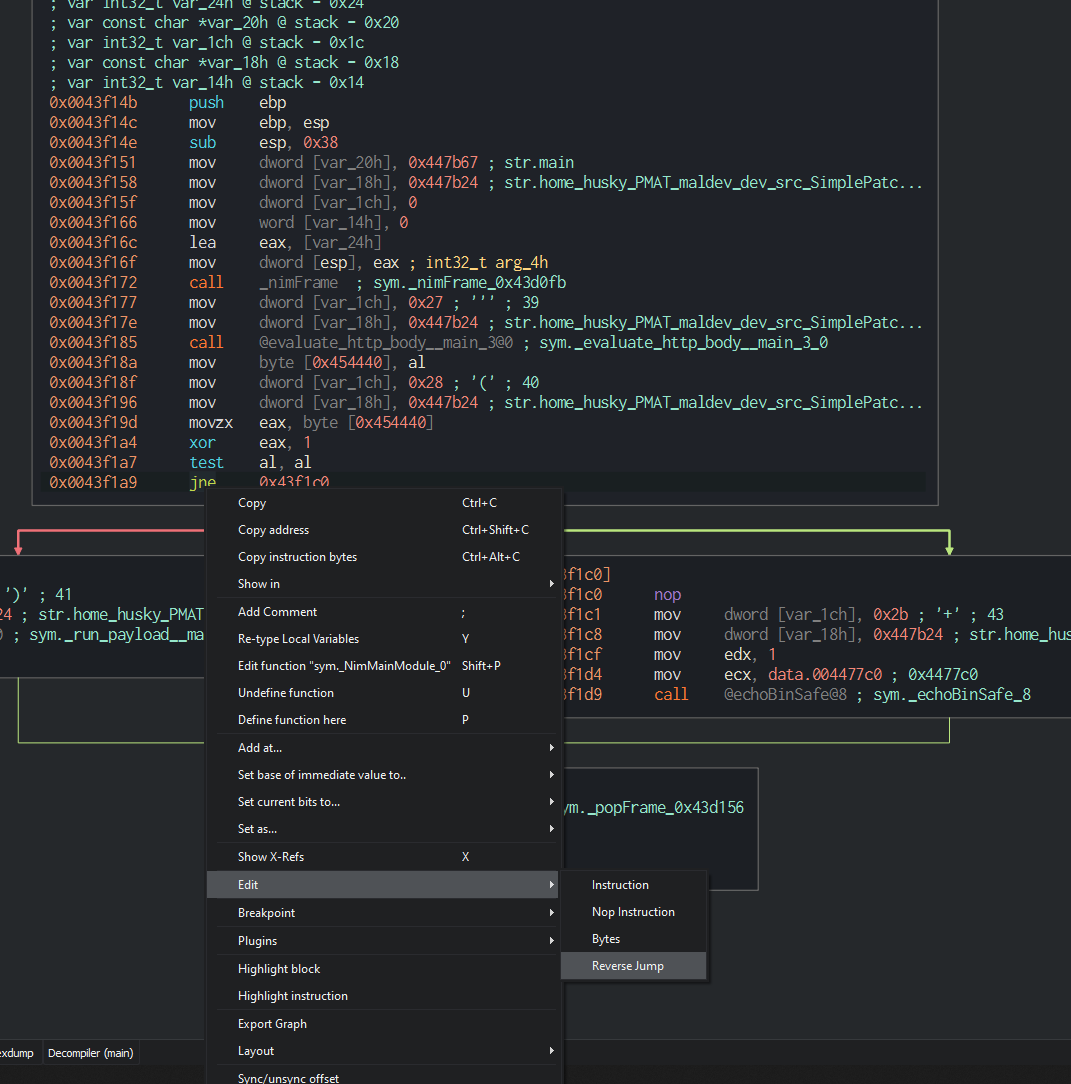 ; var int32_t var_24h @ stack - 0x24
; var const char *var_20h @ stack - 0x20
; var int32_t var_1ch @ stack - 0x1c
; var const char *var_18h @ stack - 0x18
; var int32_t var_14h @ stack - 0x14
0x0043f14b push ebp
0x0043f14c mov ebp, esp
0x0043f14e sub esp, 0x38
0x0043f151 mov dword [var_20h], 0x447b67 ; str.main
0x0043f158 mov dword [var_18h], 0x447b24 ; str.home_husky_PMAT_maldev_dev_src_SimplePatc...
0x0043f15f mov dword [var_1ch], 0
0x0043f166 mov word [var_14h], 0
0x0043f16c lea eax, [var_24h]
0x0043f16f mov dword [esp], eax ; int32_t arg_4h
0x0043f172 call _nimFrame ; sym._nimFrame_0x43d0fb
0x0043f177 mov dword [var_1ch], 0x27 ; ''' ; 39
0x0043f17e mov dword [var_18h], 0x447b24 ; str.home_husky_PMAT_maldev_dev_src_SimplePatc...
0x0043f185 call @evaluate_http_body__main_3@0 ; sym._evaluate_http_body__main_3_0
0x0043f18a mov byte [0x454440], al
0x0043f18f mov dword [var_1ch], 0x28 ; '(' ; 40
0x0043f196 mov dword [var_18h], 0x447b24 ; str.home_husky_PMAT_maldev_dev_src_SimplePatc...
0x0043f19d movzx eax, byte [0x454440]
0x0043f1a4 xor eax, 1
0x0043f1a7 test al, al
0x0043f1a9 jne 0x43f1c0
')' ; 41
24 ; str.home_husky_PMAT
; sym._run_payload__ma
3f1c0]
3f1c0 nop
3f1c1 mov dword [var_1ch], 0x2b ; '+' ; 43
3f1c8 mov dword [var_18h], 0x447b24 ; str.home_hus
3f1cf mov edx, 1
3f1d4 mov ecx, data.004477c0 ; 0x4477c0
3f1d9 call @echoBinSafe@8 ; sym._echoBinSafe_8
ym._popFrame_0x43d156
Copy Ctrl+C
Copy address Ctrl+Shift+C
Copy instruction bytes Ctrl+Alt+C
Show in
Add Comment ;
Re-type Local Variables Y
Edit function "sym._NimMainModule_0" Shift+P
Undefine function U
Define function here P
Add at...
Set base of immediate value to..
Set current bits to...
Set as...
Show X-Refs X
Edit
Breakpoint
Plugins
Highlight block
Highlight instruction
Export Graph
Layout
Sync/unsync offset
Instruction
Nop Instruction
Bytes
Reverse Jump
exdump
Decompiler (main)